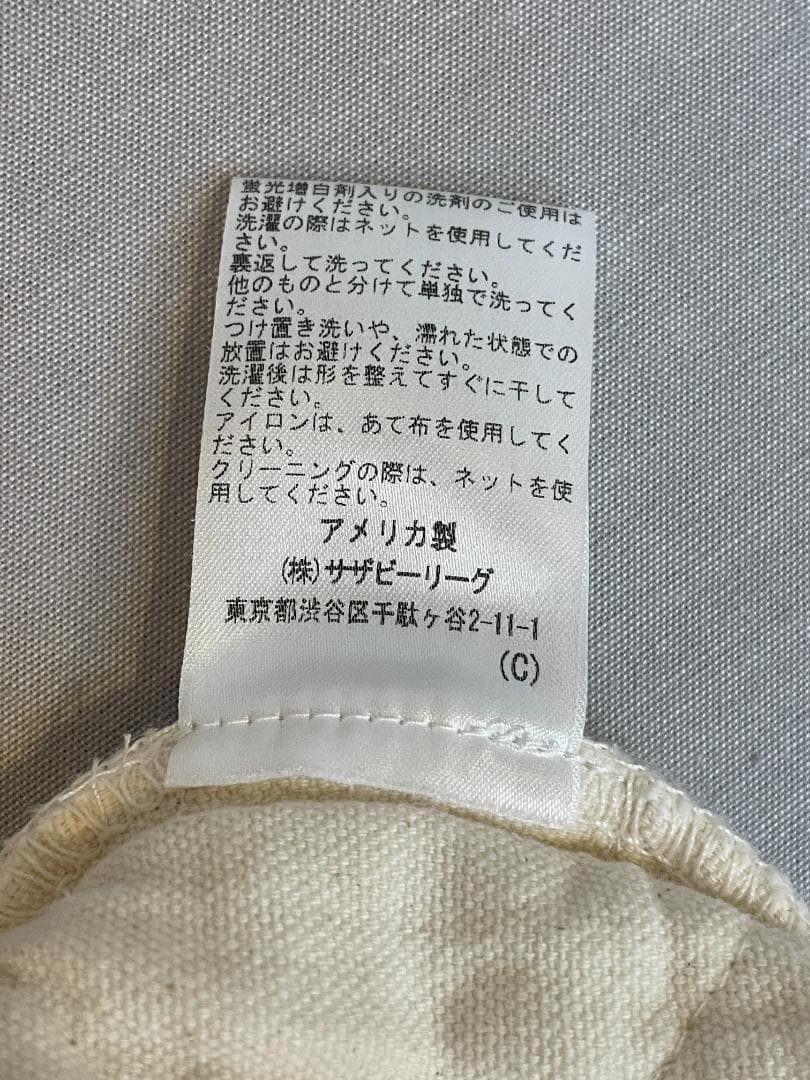 蛍光増白剤入りの洗剤のご使用は
お避けください。
洗濯の際はネットを使用してくだ
さい。
裏返して洗ってください。
他のものと分けて単独で洗ってく
ださい。
つけ置き洗いや、濡れた状態での
放置はお避けください。
洗濯後は形を整えてすぐに干して
ください。
アイロンは、あて布を使用してく
ださい。
クリーニングの際は、ネットを使
用してください。
アメリカ製
(株)サザビーリーグ
東京都渋谷区千駄ヶ谷2-11-1
(C)